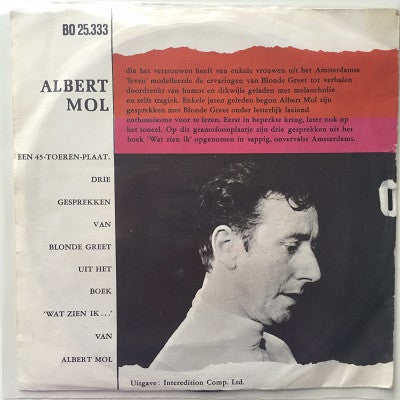 BO 25.333
ALBERT
MOL
EEN 45-TOEREN-PLAAT.
DRIE
GESPREKKEN
VAN
BLONDE GREET
UIT HET
BOEK
'WAT ZIEN IK...'
VAN
ALBERT MOL
die het vertrouwen heeft van enkele vrouwen uit het Amsterdamse
'leven' modelleerde de ervaringen van Blonde Greet tot verhalen
doordrenkt van humor en dikwijls geladen met melancholie
en zelfs tragiek. Enkele jaren geleden begon Albert Mol zijn
gesprekken met Blonde Greet onder letterlijk laaiend
enthousiasme voor te lezen. Eerst in beperkte kring, later ook op
het toneel. Op dit gramofoonplaatje zijn drie gesprekken uit het
boek 'Wat zien ik' opgenomen in sappig, onvervalst Amsterdams.
Uitgave: Interedition Comp. Ltd.